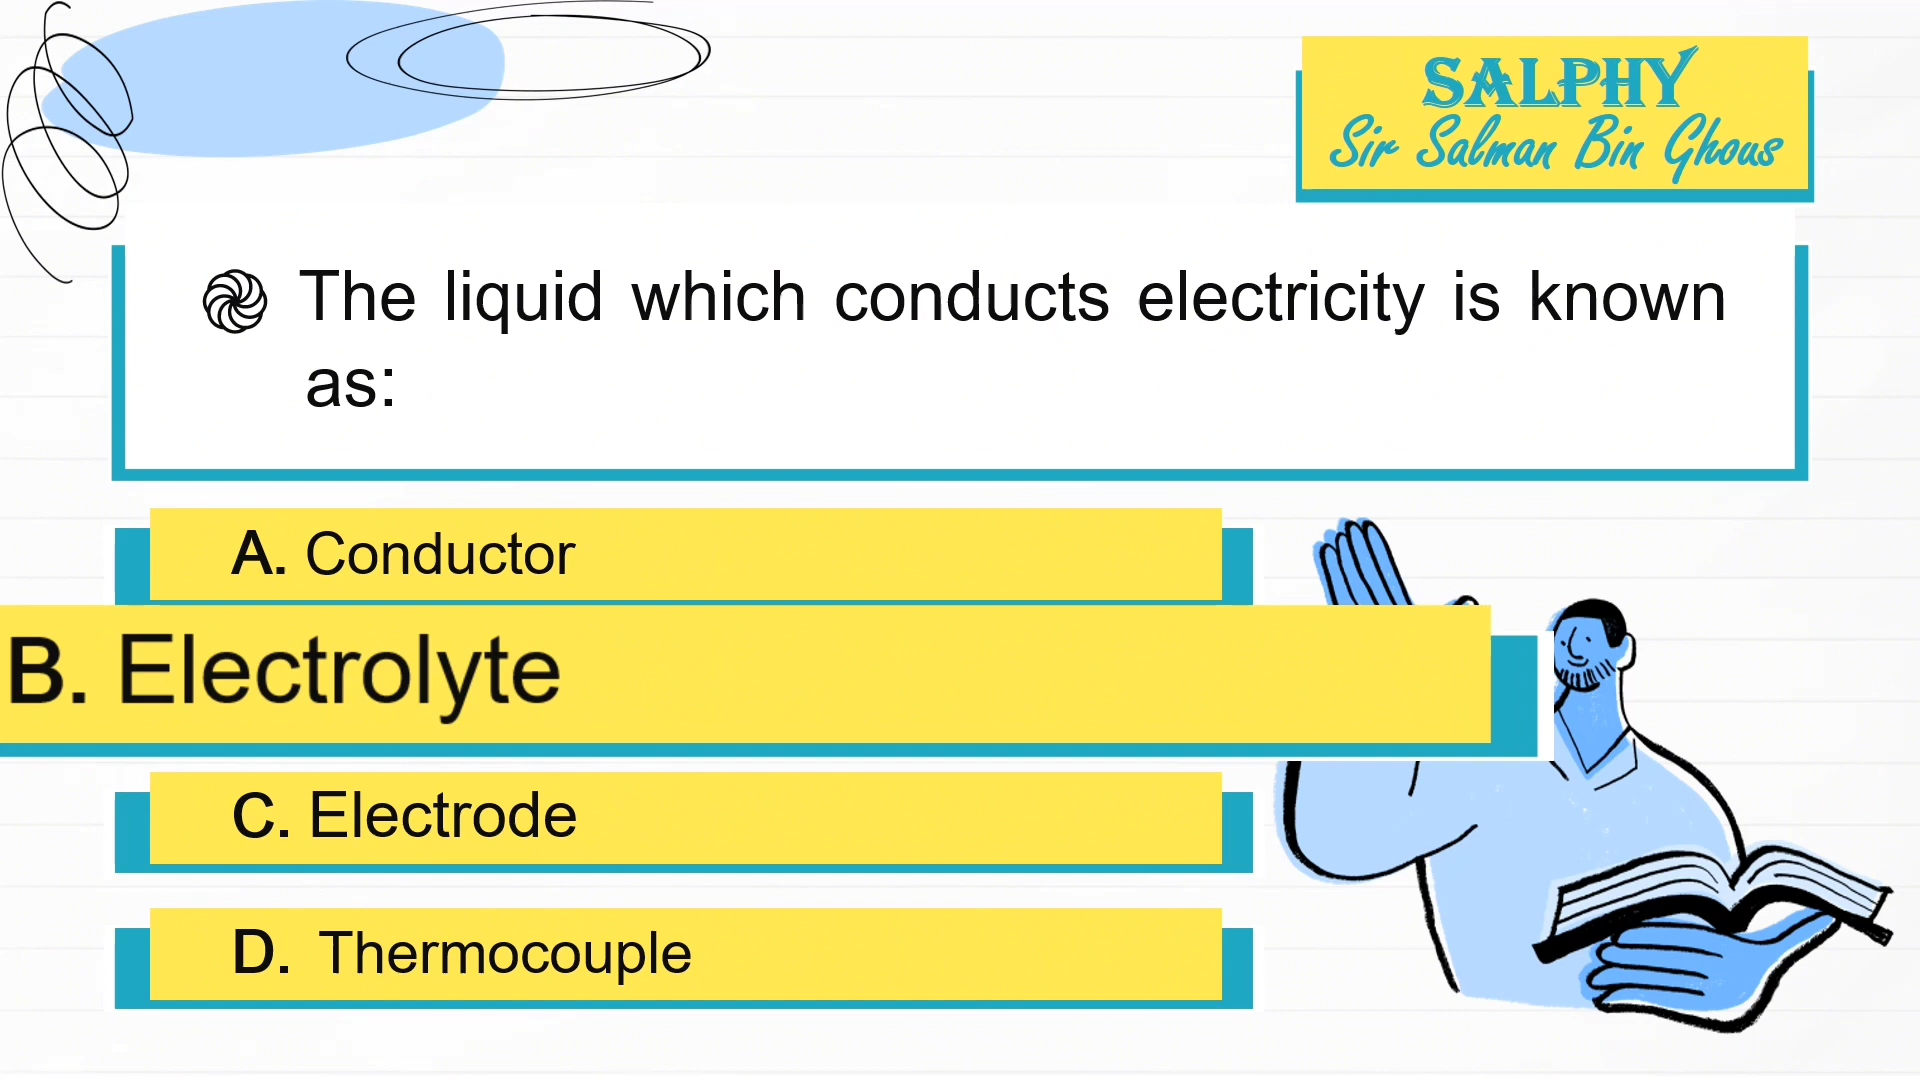 SALPHY
Sir Salman Bin Ghous
The liquid which conducts electricity is known
as:
A. Conductor
B. Electrolyte
C. Electrode
D. Thermocouple